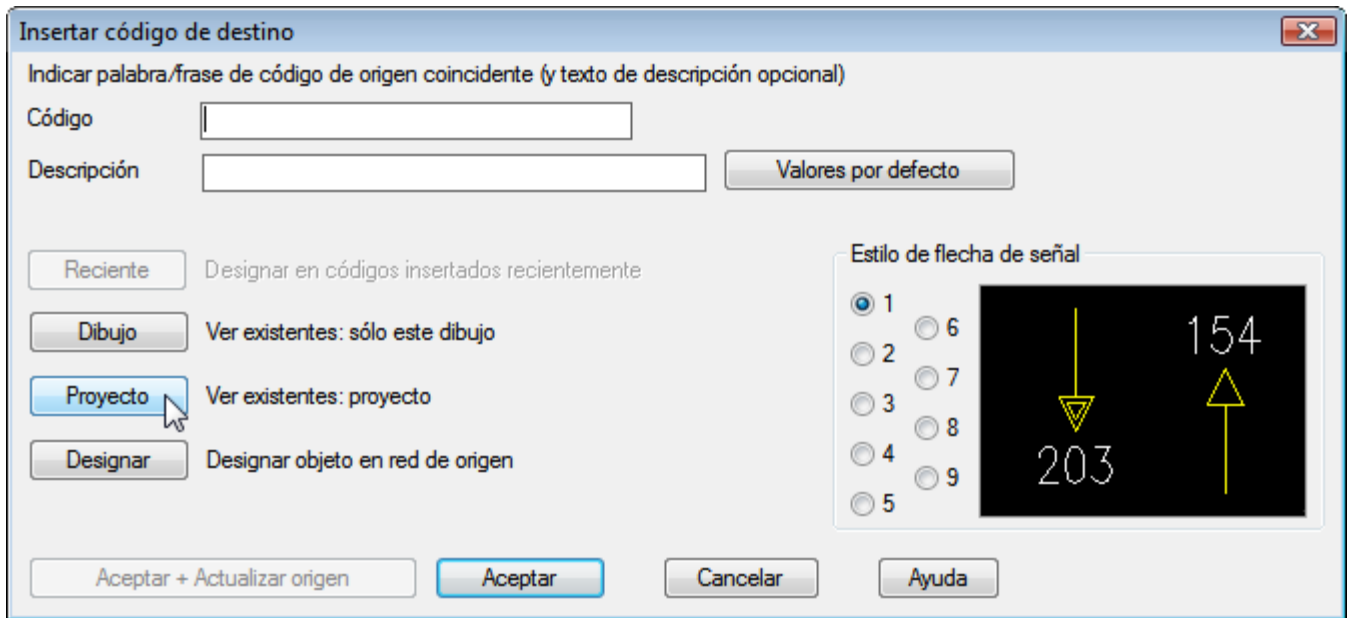 Insertar código de destino
Indicar palabra/frase de código de origen coincidente (y texto de descripción opcional)
Código
Descripción
Valores por defecto
Reciente Designar en códigos insertados recientemente
Dibujo Ver existentes: sólo este dibujo
Proyecto Ver existentes: proyecto
Designar Designar objeto en red de origen
Estilo de flecha de señal
1
2
3
4
5
6
7
8
9
154
203
Aceptar + Actualizar origen Aceptar Cancelar Ayuda